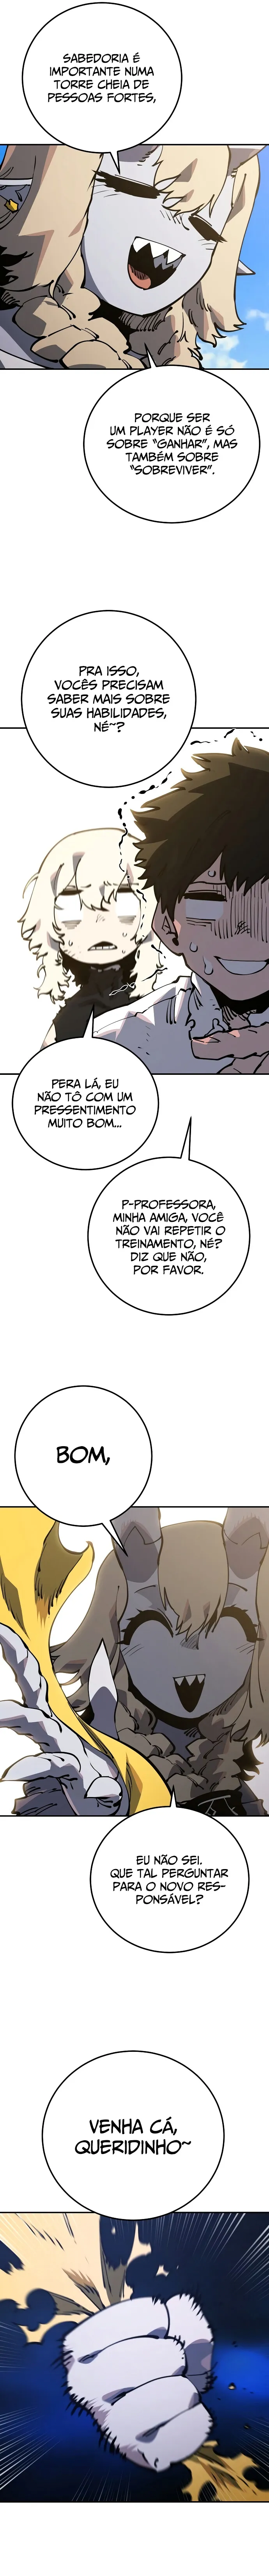 SABEDORIA É
IMPORTANTE NUMA
TORRE CHEIA DE
PESSOAS FORTES,
PORQUE SER
UM PLAYER NÃO É SÓ
SOBRE "GANHAR", MAS
TAMBÉM SOBRE
"SOBREVIVER".
PRA ISSO,
VOCÊS PRECISAM
SABER MAIS SOBRE
SUAS HABILIDADES,
NÉ~?
PERA LÁ, EU
NÃO TÔ COM UM
PRESSENTIMENTO
MUITO BOM...
P-PROFESSORA,
MINHA AMIGA, VOCÊ
NÃO VAI REPETIR O
TREINAMENTO, NÉ?
DIZ QUE NÃO,
POR FAVOR.
BOM,
EU NÃO SEI.
QUE TAL PERGUNTAR
PARA O NOVO RES-
PONSÁVEL?
VENHA CÁ,
QUERIDINHO~